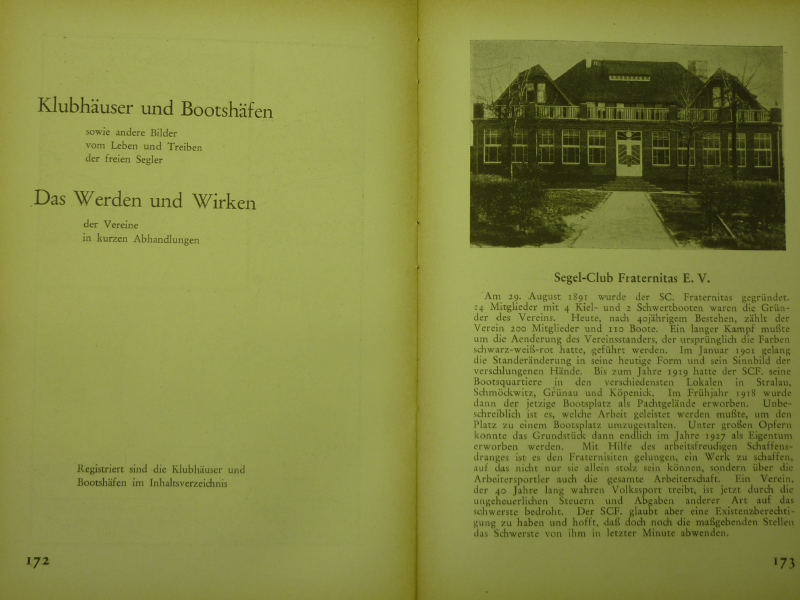 Klubhäuser und Bootshäfen
sowie andere Bilder
vom Leben und Treiben
der freien Segler
Das Werden und Wirken
der Vereine
in kurzen Abhandlungen
Registriert sind die Klubhäuser und
Bootshäfen im Inhaltsverzeichnis
172
Segel-Club Fraternitas E. V.
Am 29. August 1891 wurde der SC. Fraternitas gegründet.
14 Mitglieder mit 4 Kiel- und 2 Schwertbooten waren die Grün-
der des Vereins. Heute, nach 40jährigem Bestehen, zählt der
Verein 200 Mitglieder und 110 Boote. Ein langer Kampf mußte
um die Aenderung des Vereinsstanders, der ursprünglich die Farben
schwarz-weiß-rot hatte, geführt werden. Im Januar 1901 gelang
die Standeränderung in seine heutige Form und sein Sinnbild der
verschlungenen Hände. Bis zum Jahre 1919 hatte der SCF. seine
Bootsquartiere in den verschiedensten Lokalen in Stralau,
Schmöckwitz, Grünau und Köpenick. Im Frühjahr 1918 wurde
dann der jetzige Bootsplatz als Pachtgelände erworben. Unbe-
schreiblich ist es, welche Arbeit geleistet werden mußte, um den
Platz zu einem Bootsplatz umzugestalten. Unter großen Opfern
konnte das Grundstück dann endlich im Jahre 1927 als Eigentum
erworben werden. Mit Hilfe des arbeitsfreudigen Schaffens-
dranges ist es den Fraternisiten gelungen, ein Werk zu schaffen,
auf das nicht nur sie allein stolz sein können, sondern über die
Arbeitersportler auch die gesamte Arbeiterschaft. Ein Verein,
der 40 Jahre lang wahren Volkssport treibt, ist jetzt durch die
ungeheuerlichen Steuern und Abgaben anderer Art auf das
schwerste bedroht. Der SCF. glaubt aber eine Existenzberechti-
gung zu haben und hofft, daß doch noch die maßgebenden Stellen
das Schwerste von ihm in letzter Minute abwenden.
173